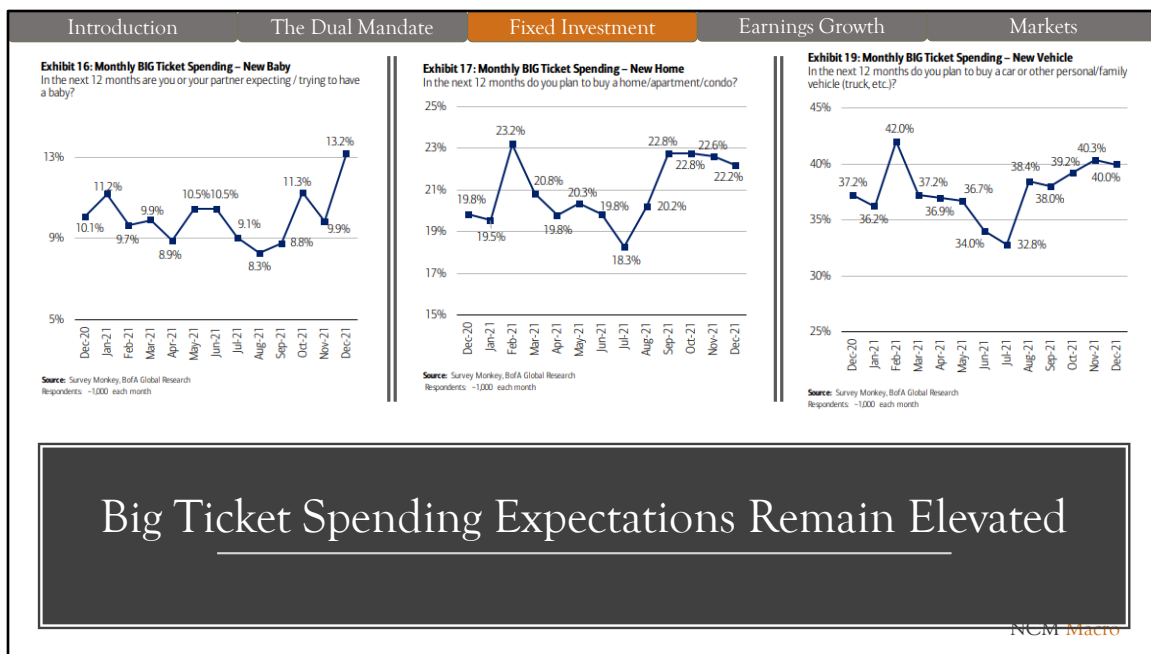 Introduction
The Dual Mandate
Fixed Investment
Earnings Growth
Markets
Exhibit 16: Monthly BIG Ticket Spending – New Baby
In the next 12 months are you or your partner expecting / trying to have
a baby?
13%
9%
5%
10.1%
11.2%
9.7%
9.9%
8.9%
10.5%
10.5%
9.1%
8.3%
8.8%
11.3%
9.9%
13.2%
Dec-20
Jan-21
Feb-21
Mar-21
Apr-21
May-21
Jun-21
Jul-21
Aug-21
Sep-21
Oct-21
Nov-21
Dec-21
Source: Survey Monkey, BofA Global Research
Respondents: ~1,000 each month
Exhibit 17: Monthly BIG Ticket Spending – New Home
In the next 12 months do you plan to buy a home/apartment/condo?
25%
23%
21%
19%
17%
15%
19.8%
19.5%
23.2%
20.8%
19.8%
20.3%
19.8%
18.3%
20.2%
22.8%
22.8%
22.6%
22.2%
Dec-20
Jan-21
Feb-21
Mar-21
Apr-21
May-21
Jun-21
Jul-21
Aug-21
Sep-21
Oct-21
Nov-21
Dec-21
Source: Survey Monkey, BofA Global Research
Respondents: ~1,000 each month
Exhibit 19: Monthly BIG Ticket Spending – New Vehicle
In the next 12 months do you plan to buy a car or other personal/family
vehicle (truck, etc.)?
45%
40%
35%
30%
25%
37.2%
36.2%
42.0%
37.2%
36.9%
36.7%
34.0%
32.8%
38.4%
38.0%
39.2%
40.3%
40.0%
Dec-20
Jan-21
Feb-21
Mar-21
Apr-21
May-21
Jun-21
Jul-21
Aug-21
Sep-21
Oct-21
Nov-21
Dec-21
Source: Survey Monkey, BofA Global Research
Respondents: ~1,000 each month
Big Ticket Spending Expectations Remain Elevated
NCM Macro